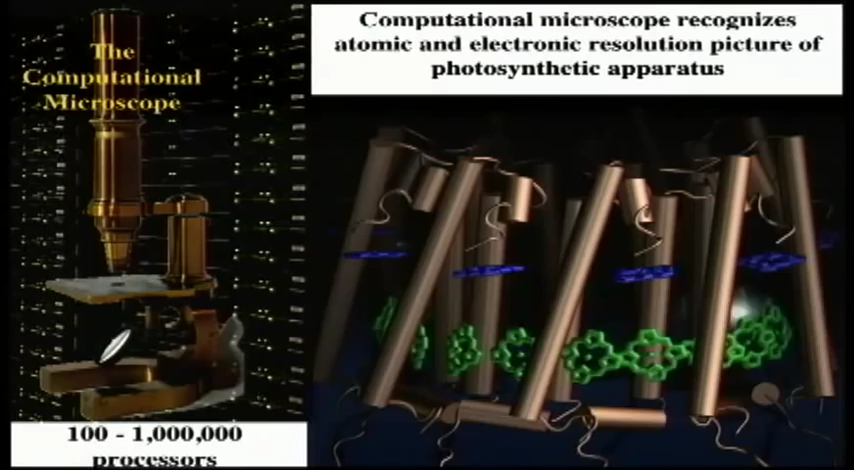 The
Computational
Microscope
Computational microscope recognizes
atomic and electronic resolution picture of
photosynthetic apparatus
100 - 1,000,000
processors